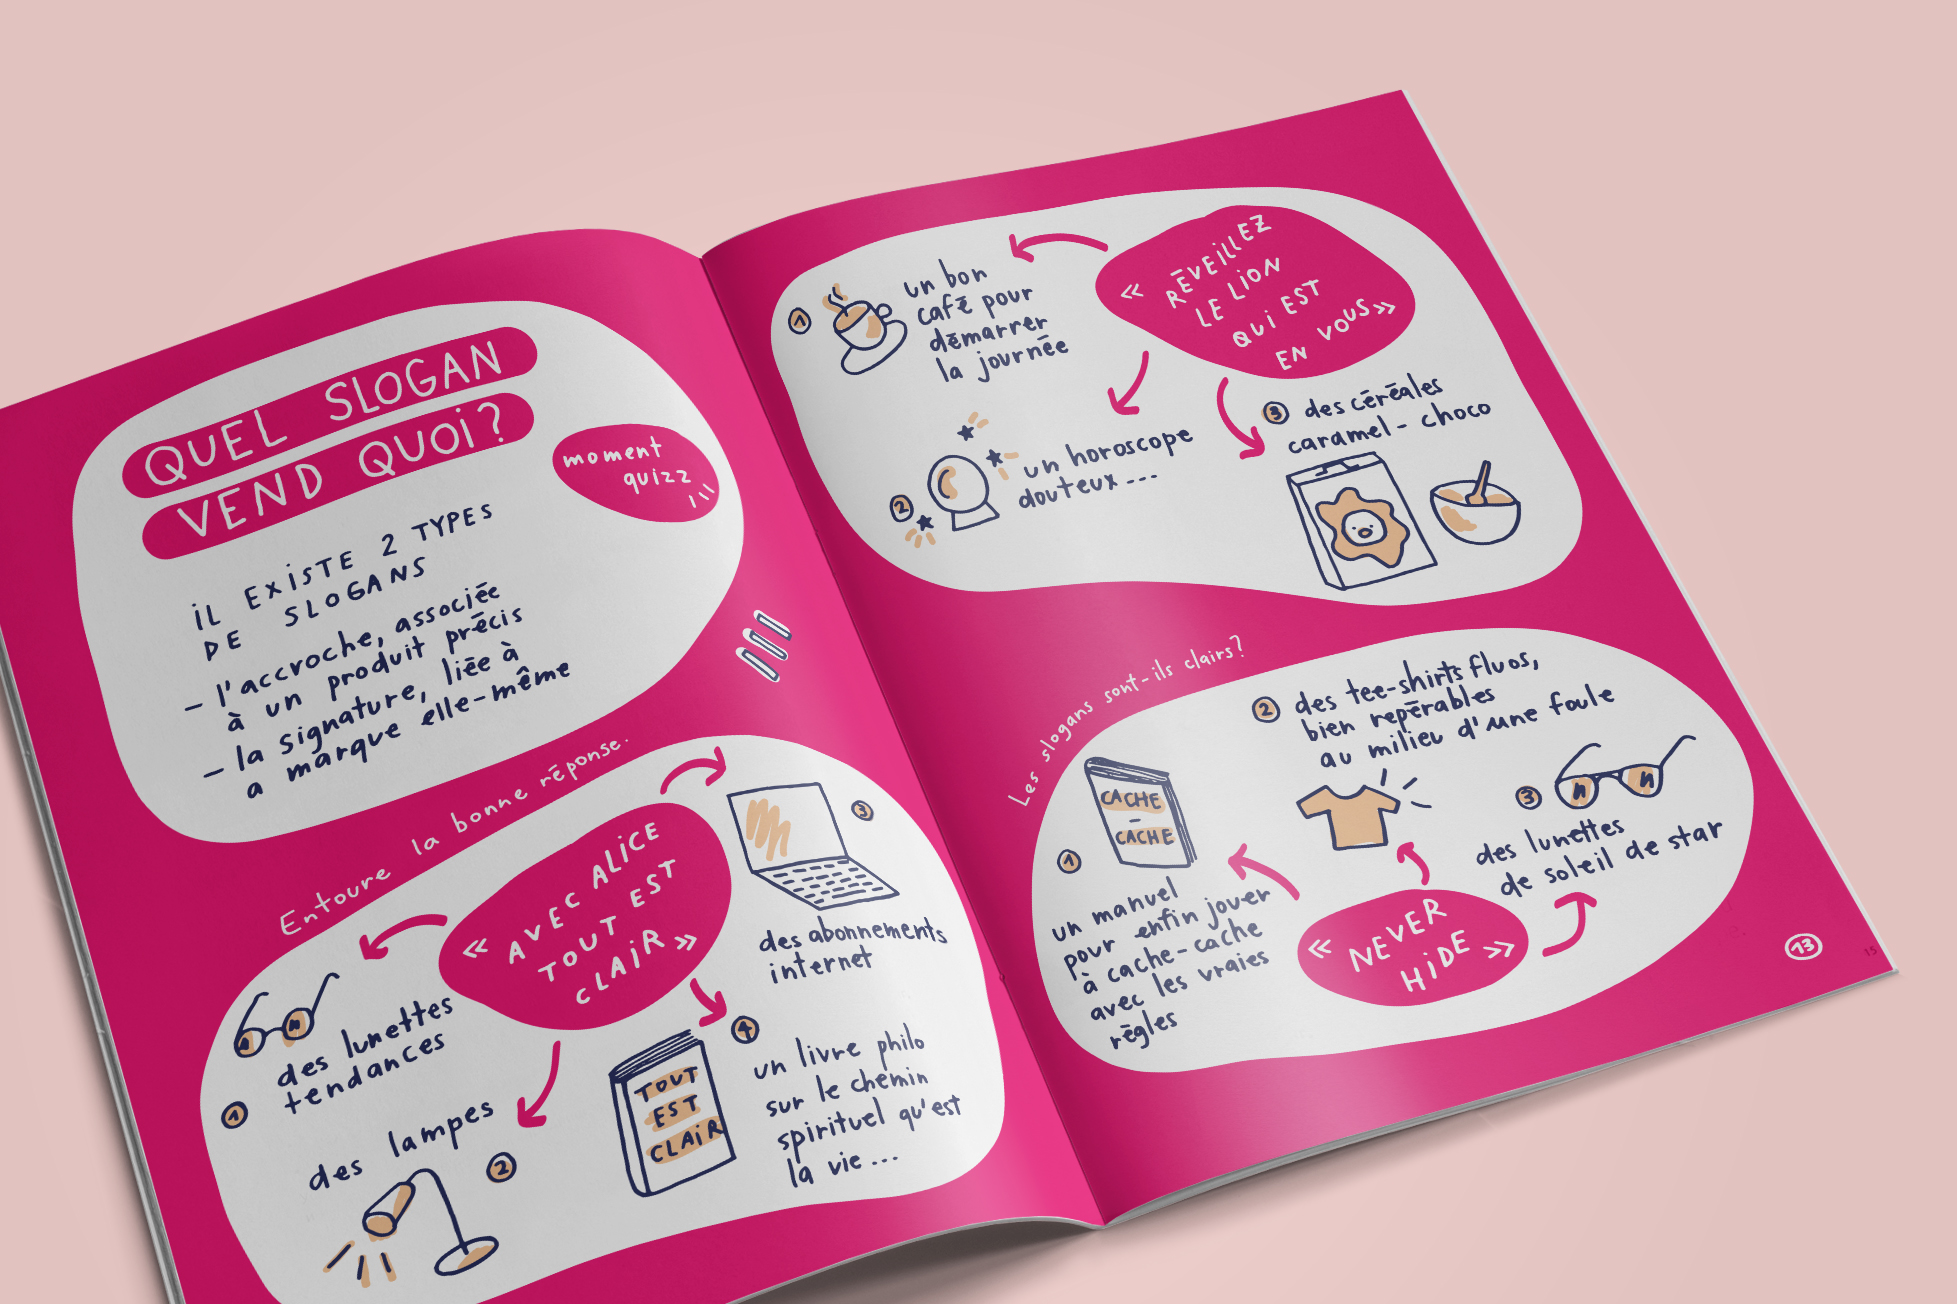 QUEL SLOGAN
VEND QUOI?
moment
quizz
IL EXISTE 2 TYPES
DE SLOGANS
- l'accroche, associée
à un produit précis
- la signature, liée à
a marque elle-même
Entoure la bonne réponse.
« AVEC ALICE
TOUT EST
CLAIR »
des lunettes
tendances
1
des lampes
2
3
des abonnements
internet
4
TOUT
EST
CLAIR
un livre philo
sur le chemin
spirituel qu'est
la vie...
« RÉVEILLEZ
LE LION
QUI EST
EN VOUS »
1
un bon
café pour
démarrer
la journée
2
un horoscope
douteux ...
3 des céréales
caramel - choco
Les slogans sont-ils clairs?
2 des tee-shirts fluos,
bien repérables
au milieu d'une foule
CACHE
-
CACHE
1
un manuel
pour enfin jouer
à cache-cache
avec les vraies
régles
3
n n
des lunettes
de soleil de star
« NEVER
HIDE »
13
15